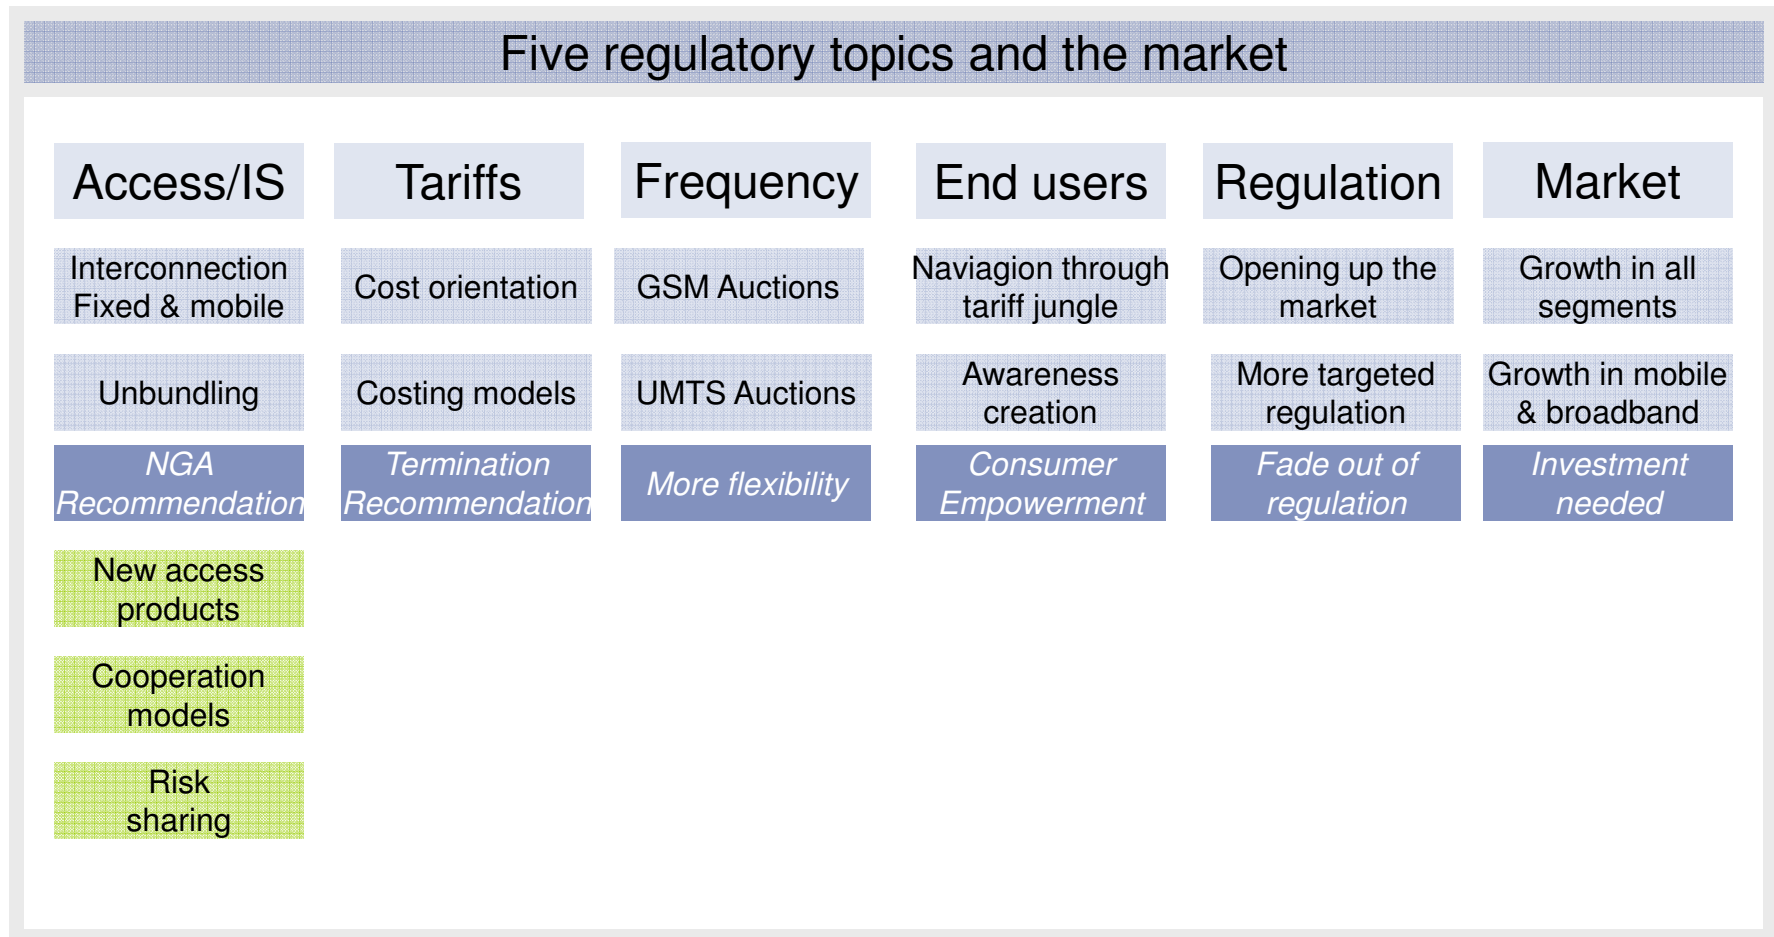 Five regulatory topics and the market
Access/IS
Tariffs
Frequency
End users
Regulation
Market
Interconnection
Fixed & mobile
Cost orientation
GSM Auctions
Naviagion through
tariff jungle
Opening up the
market
Growth in all
segments
Unbundling
Costing models
UMTS Auctions
Awareness
creation
More targeted
regulation
Growth in mobile
& broadband
NGA
Recommendation
Termination
Recommendation
More flexibility
Consumer
Empowerment
Fade out of
regulation
Investment
needed
New access
products
Cooperation
models
Risk
sharing